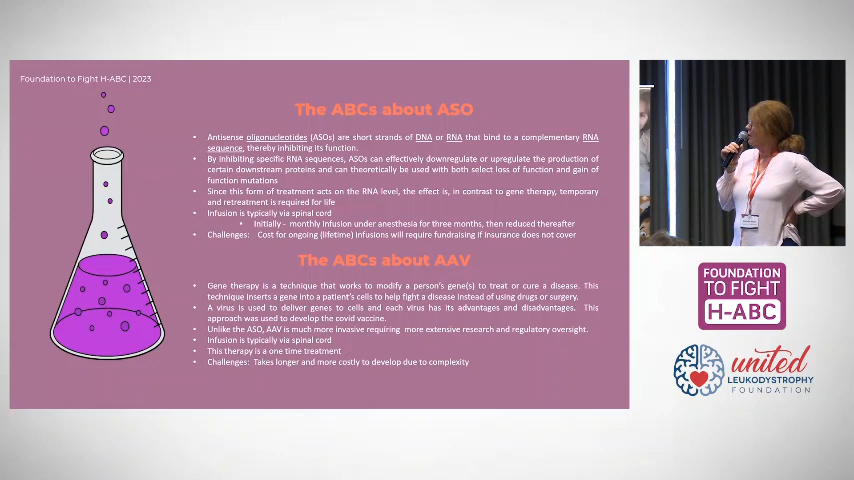 Foundation to Fight H-ABC | 2023
The ABCs about ASO
• Antisense oligonucleotides (ASOs) are short strands of DNA or RNA that bind to a complementary RNA
sequence, thereby inhibiting its function.
• By inhibiting specific RNA sequences, ASOs can effectively downregulate or upregulate the production of
certain downstream proteins and can theoretically be used with both select loss of function and gain of
function mutations
• Since this form of treatment acts on the RNA level, the effect is, in contrast to gene therapy, temporary
and retreatment is required for life
• Infusion is typically via spinal cord
• Initially - monthly infusion under anesthesia for three months, then reduced thereafter
• Challenges: Cost for ongoing (lifetime) infusions will require fundraising if insurance does not cover
The ABCs about AAV
• Gene therapy is a technique that works to modify a person's gene(s) to treat or cure a disease. This
technique inserts a gene into a patient's cells to help fight a disease instead of using drugs or surgery.
• A virus is used to deliver genes to cells and each virus has its advantages and disadvantages. This
approach was used to develop the covid vaccine.
• Unlike the ASO, AAV is much more invasive requiring more extensive research and regulatory oversight.
• Infusion is typically via spinal cord
• This therapy is a one time treatment
• Challenges: Takes longer and more costly to develop due to complexity
FOUNDATION
TO FIGHT
H-ABC
united
LEUKODYSTROPHY
FOUNDATION